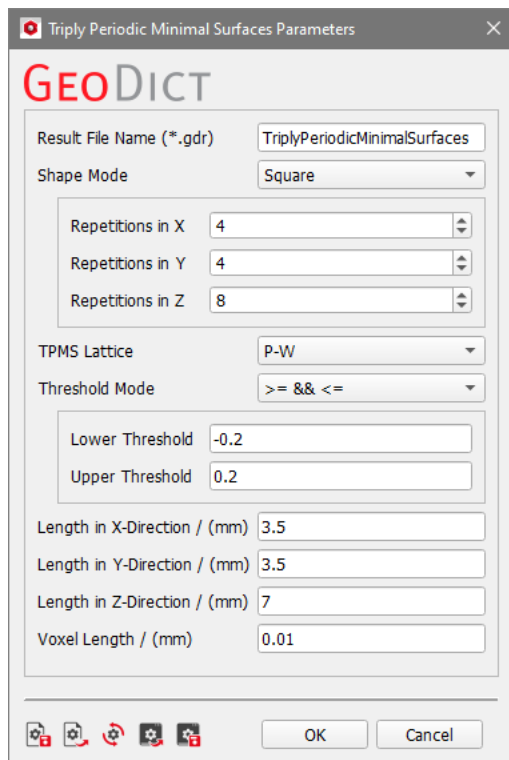 Triply Periodic Minimal Surfaces Parameters
GEODICT
Result File Name (*.gdr) TriplyPeriodicMinimalSurfaces
Shape Mode Square
Repetitions in X 4
Repetitions in Y 4
Repetitions in Z 8
TPMS Lattice P-W
Threshold Mode >= && <=
Lower Threshold -0.2
Upper Threshold 0.2
Length in X-Direction / (mm) 3.5
Length in Y-Direction / (mm) 3.5
Length in Z-Direction / (mm) 7
Voxel Length / (mm) 0.01
OK Cancel